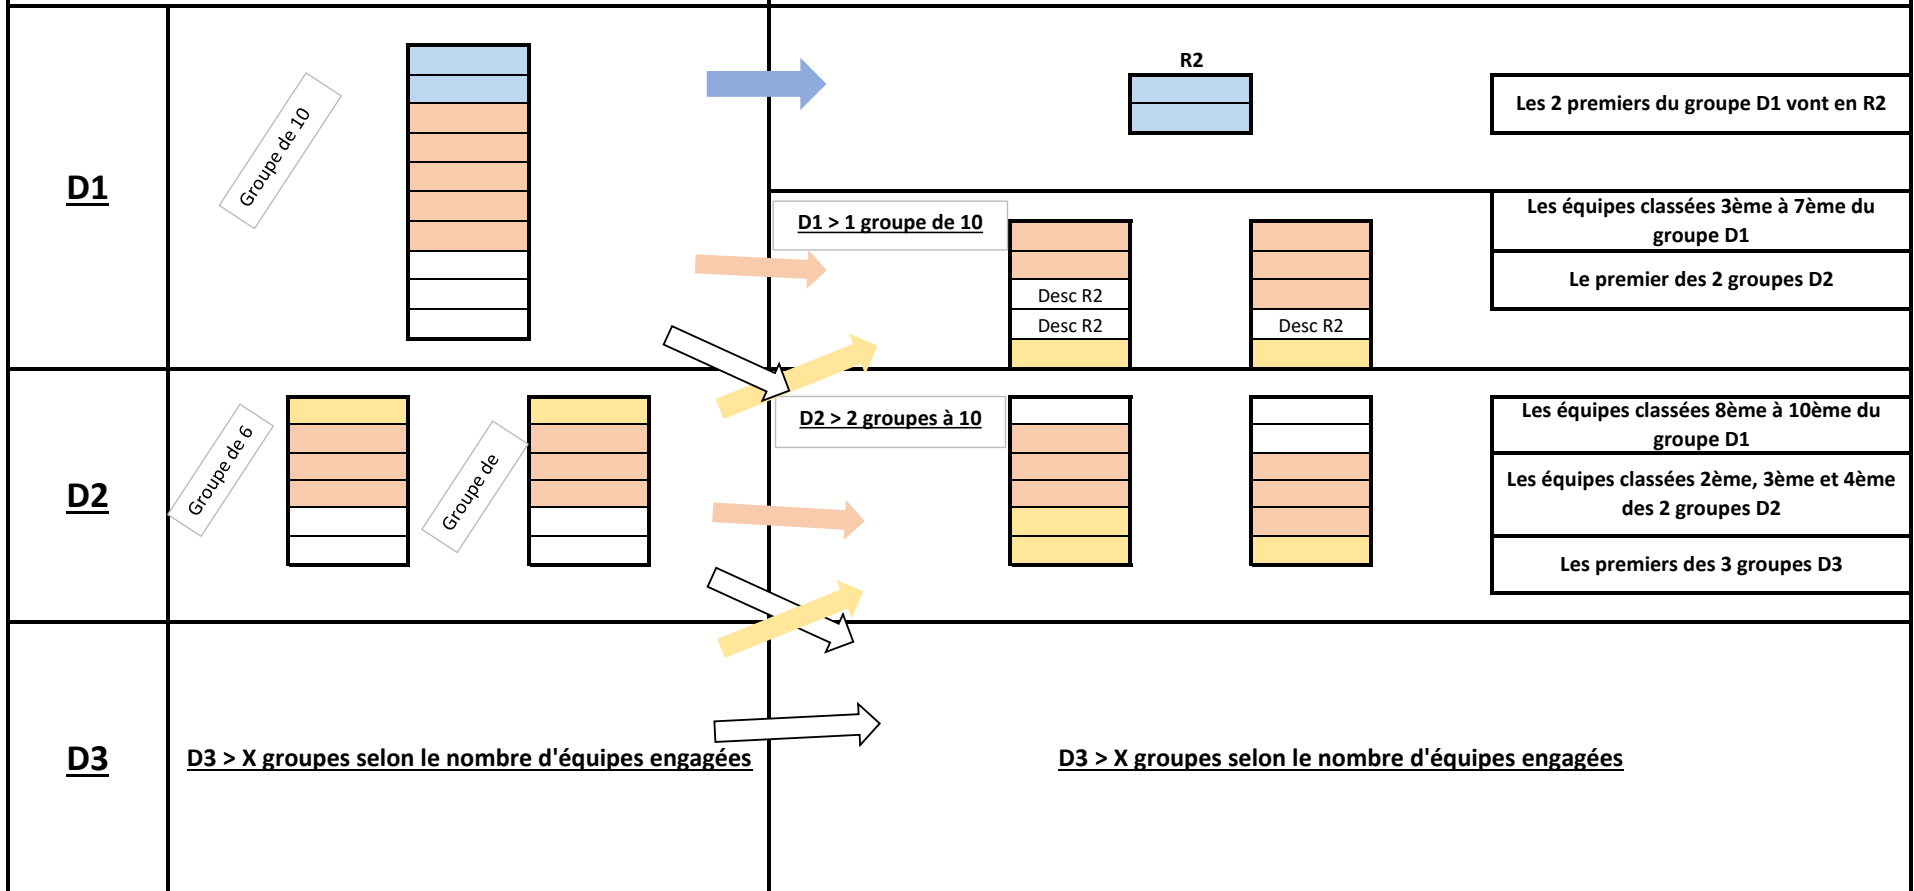 D1
Groupe de 10
R2
Les 2 premiers du groupe D1 vont en R2
D1 > 1 groupe de 10
Desc R2
Desc R2
Desc R2
Les équipes classées 3ème à 7ème du
groupe D1
Le premier des 2 groupes D2
D2
Groupe de 6
Groupe de
D2 > 2 groupes à 10
Les équipes classées 8ème à 10ème du
groupe D1
Les équipes classées 2ème, 3ème et 4ème
des 2 groupes D2
Les premiers des 3 groupes D3
D3
D3 > X groupes selon le nombre d'équipes engagées
D3 > X groupes selon le nombre d'équipes engagées